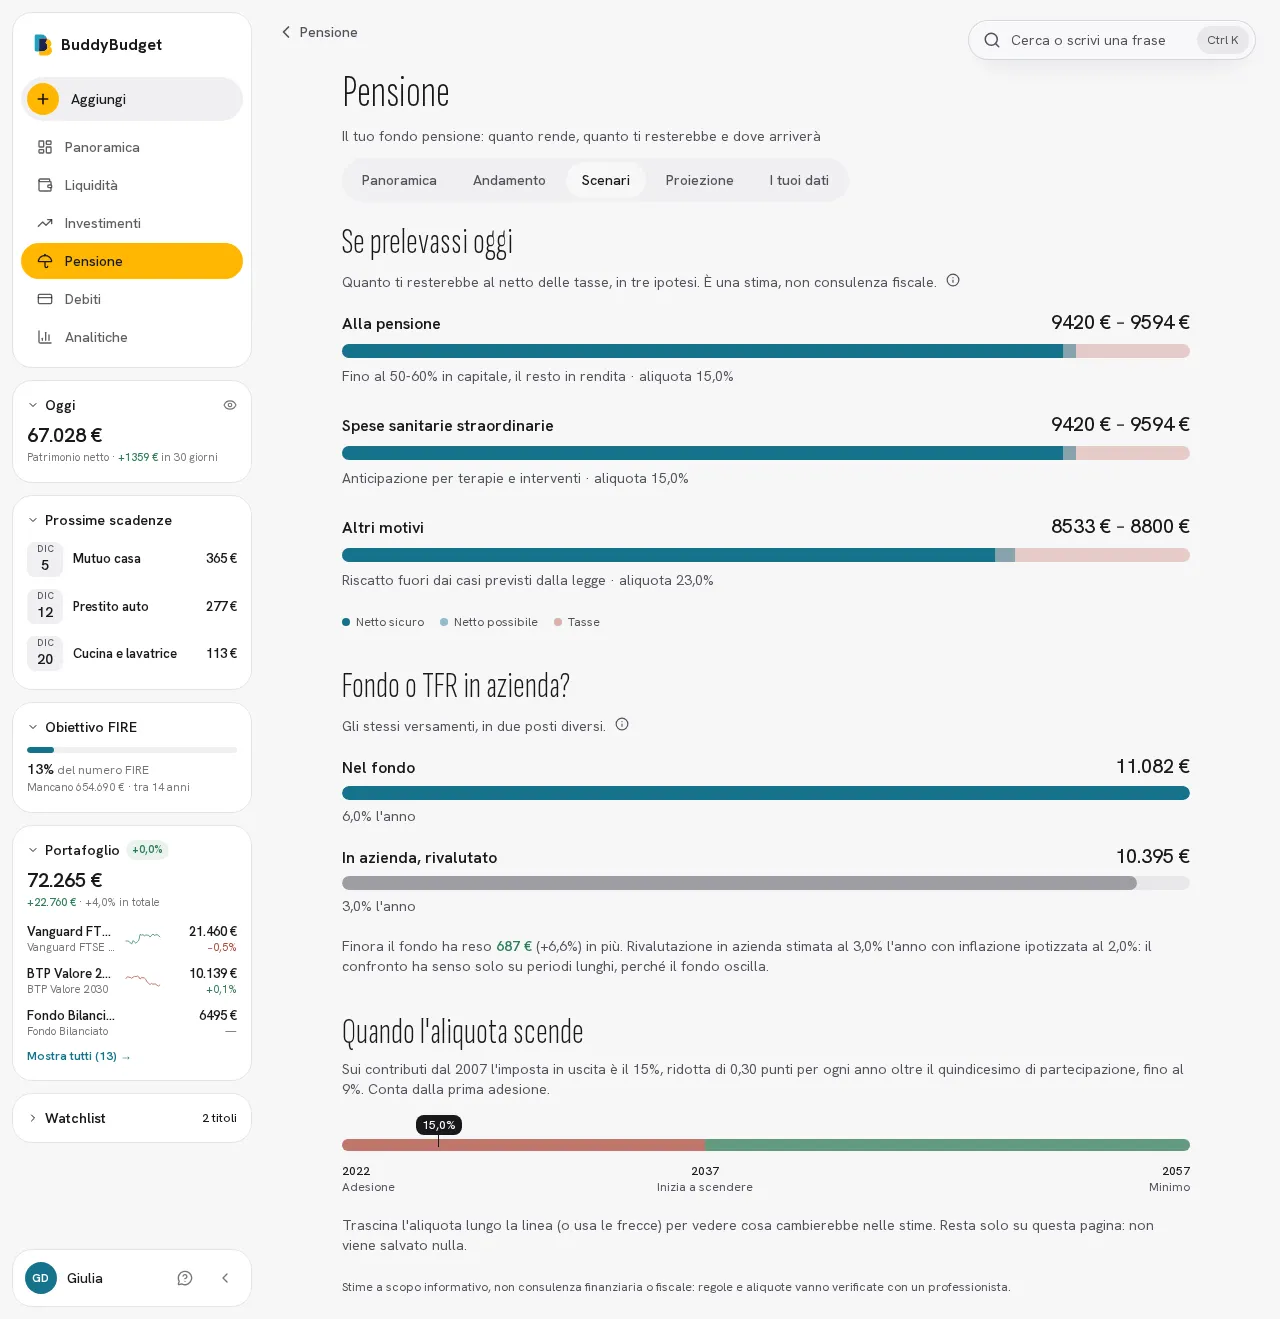 BuddyBudget
Aggiungi
Panoramica
Liquidità
Investimenti
Pensione
Debiti
Analitiche
Oggi
67.028 €
Patrimonio netto · +1359 € in 30 giorni
Prossime scadenze
DIC
5
Mutuo casa
365 €
DIC
12
Prestito auto
277 €
DIC
20
Cucina e lavatrice
113 €
Obiettivo FIRE
13% del numero FIRE
Mancano 654.690 € · tra 14 anni
Portafoglio
+0,0%
72.265 €
+22.760 € · +4,0% in totale
Vanguard FT...
21.460 €
Vanguard FTSE ...
−0,5%
BTP Valore 2...
10.139 €
BTP Valore 2030
+0,1%
Fondo Bilanci...
6495 €
Fondo Bilanciato
—
Mostra tutti (13) →
Watchlist
2 titoli
GD
Giulia
Pensione
Cerca o scrivi una frase
Ctrl K
Pensione
Il tuo fondo pensione: quanto rende, quanto ti resterebbe e dove arriverà
Panoramica
Andamento
Scenari
Proiezione
I tuoi dati
Se prelevassi oggi
Quanto ti resterebbe al netto delle tasse, in tre ipotesi. È una stima, non consulenza fiscale.
Alla pensione
9420 € – 9594 €
Fino al 50-60% in capitale, il resto in rendita · aliquota 15,0%
Spese sanitarie straordinarie
9420 € – 9594 €
Anticipazione per terapie e interventi · aliquota 15,0%
Altri motivi
8533 € – 8800 €
Riscatto fuori dai casi previsti dalla legge · aliquota 23,0%
Netto sicuro
Netto possibile
Tasse
Fondo o TFR in azienda?
Gli stessi versamenti, in due posti diversi.
Nel fondo
11.082 €
6,0% l'anno
In azienda, rivalutato
10.395 €
3,0% l'anno
Finora il fondo ha reso 687 € (+6,6%) in più. Rivalutazione in azienda stimata al 3,0% l'anno con inflazione ipotizzata al 2,0%: il
confronto ha senso solo su periodi lunghi, perché il fondo oscilla.
Quando l'aliquota scende
Sui contributi dal 2007 l'imposta in uscita è il 15%, ridotta di 0,30 punti per ogni anno oltre il quindicesimo di partecipazione, fino al
9%. Conta dalla prima adesione.
15,0%
2022
Adesione
2037
Inizia a scendere
2057
Minimo
Trascina l'aliquota lungo la linea (o usa le frecce) per vedere cosa cambierebbe nelle stime. Resta solo su questa pagina: non
viene salvato nulla.
Stime a scopo informativo, non consulenza finanziaria o fiscale: regole e aliquote vanno verificate con un professionista.